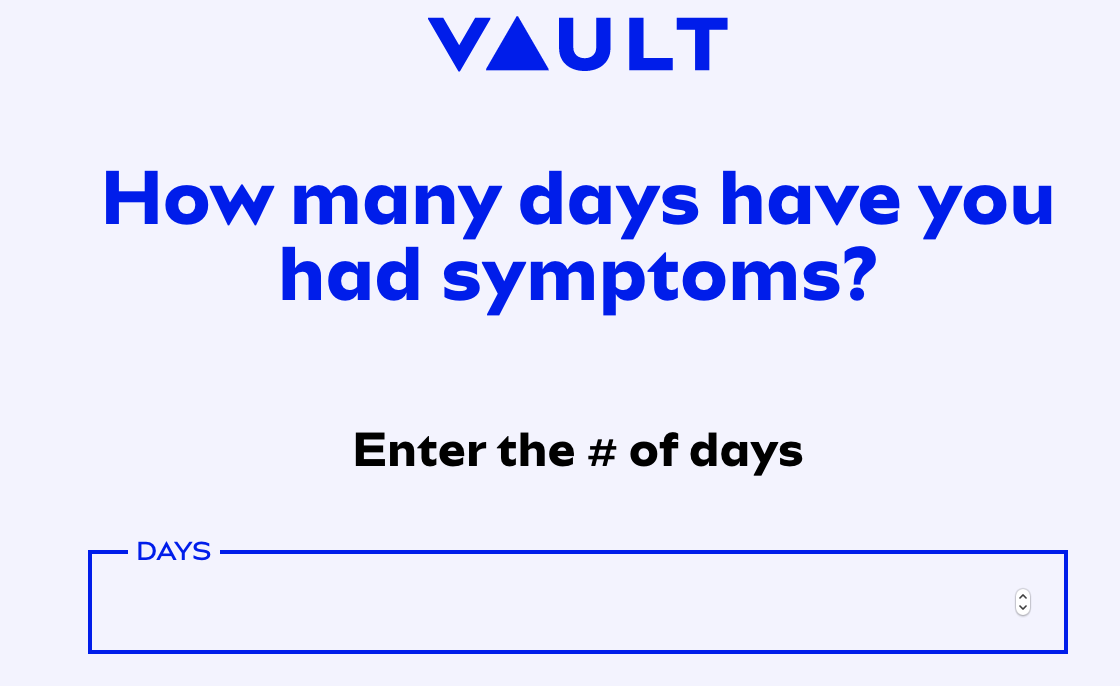 VAULT
How many days have you
had symptoms?
Enter the # of days
DAYS